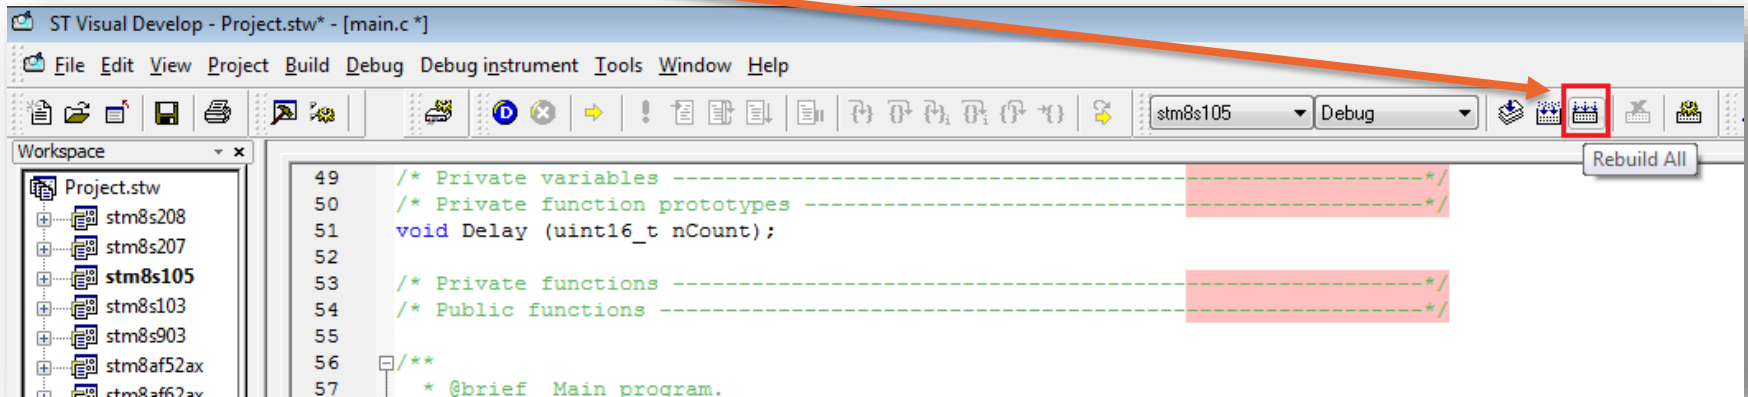 ST Visual Develop - Project.stw* - [main.c *]
File Edit View Project Build Debug Debug instrument Tools Window Help
stm8s105 Debug
Rebuild All
Workspace
Project.stw
stm8s208
stm8s207
stm8s105
stm8s103
stm8s903
stm8af52ax
stm8af62ax
49 /* Private variables ---------------------------------------------------------*/
50 /* Private function prototypes -----------------------------------------------*/
51 void Delay (uint16_t nCount);
52
53 /* Private functions ---------------------------------------------------------*/
54 /* Public functions ----------------------------------------------------------*/
55
56 /**
57 * @brief Main program.